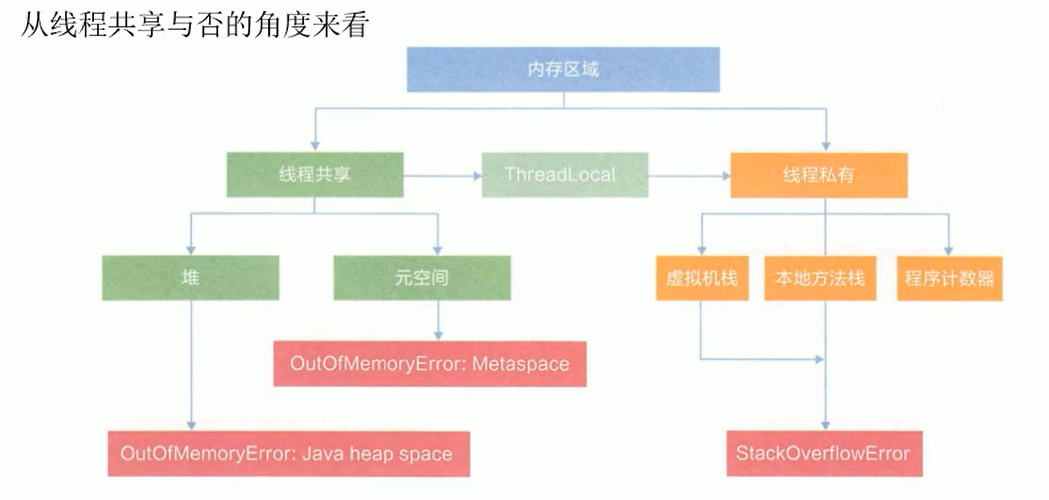 从线程共享与否的角度来看
内存区域
线程共享
ThreadLocal
线程私有
堆
元空间
虚拟机栈
本地方法栈
程序计数器
OutOfMemoryError: Metaspace
OutOfMemoryError: Java heap space
StackOverflowError